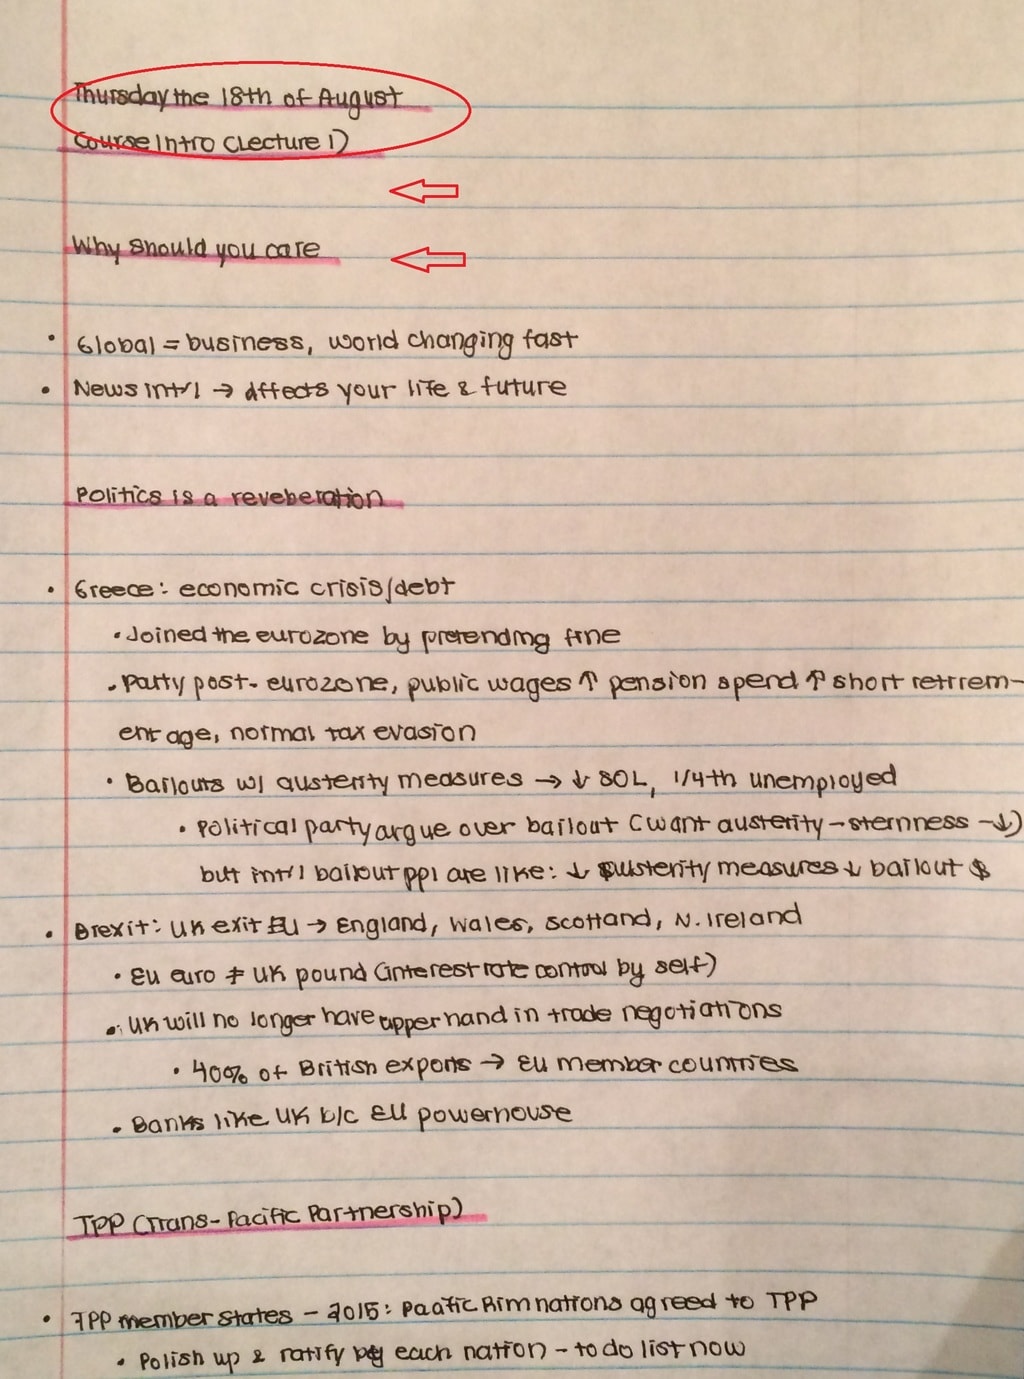 Thursday the 18th of August
Course Intro (Lecture 1)
Why should you care
• Global = business, world changing fast
• News int'l → affects your life & future
Politics is a reveberation
• Greece: economic crisis/debt
• Joined the eurozone by pretending fine
• Party post-eurozone, public wages ↑ pension spend ↑ short retirem-
ent age, normal tax evasion
• Bailouts w/ austerity measures → ↓ SOL, 1/4th unemployed
• Political party argue over bailout (want austerity-sternness → ↓)
but int'l bailout ppl are like: ↓ austerity measures ↓ bailout $
• Brexit: UK exit EU → England, Wales, Scotland, N. Ireland
• EU euro ≠ UK pound (interest rate control by self)
• UK will no longer have upper hand in trade negotiations
• 40% of British exports → EU member countries
• Banks like UK b/c EU powerhouse
TPP (Trans-Pacific Partnership)
• TPP member states - 2015: Pacific Rim nations agreed to TPP
• Polish up & ratify by each nation - to do list now